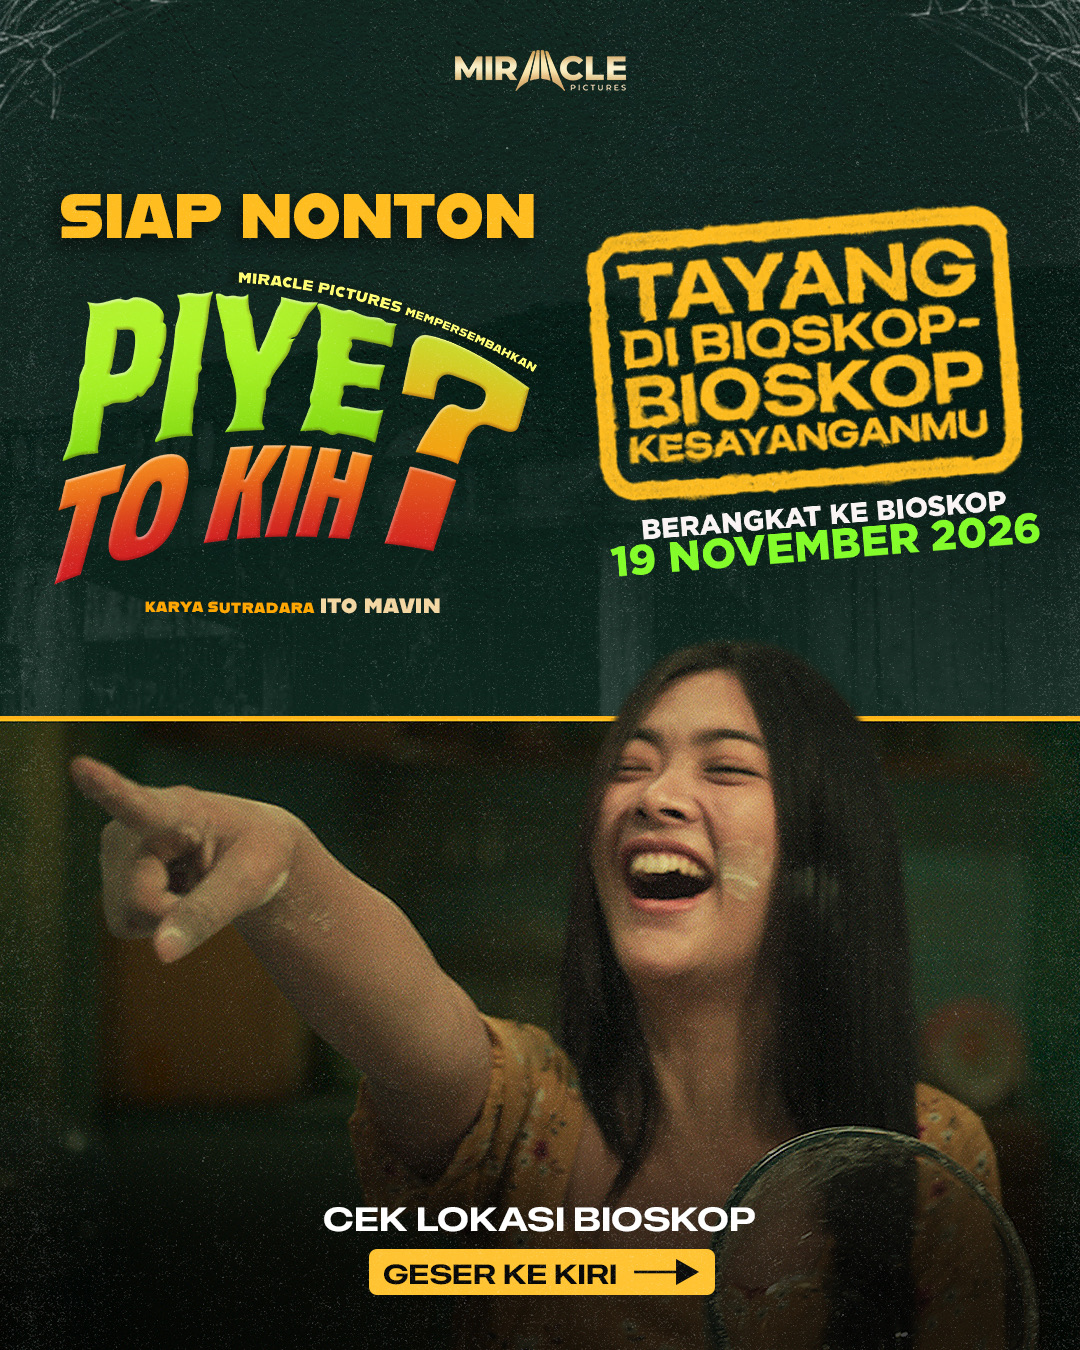 MIRACLE
PICTURES
SIAP NONTON
MIRACLE PICTURES MEMPERSEMBAHKAN
PIYE
TO KIH?
KARYA SUTRADARA ITO MAVIN
TAYANG
DI BIOSKOP-
BIOSKOP
KESAYANGANMU
BERANGKAT KE BIOSKOP
19 NOVEMBER 2026
CEK LOKASI BIOSKOP
GESER KE KIRI